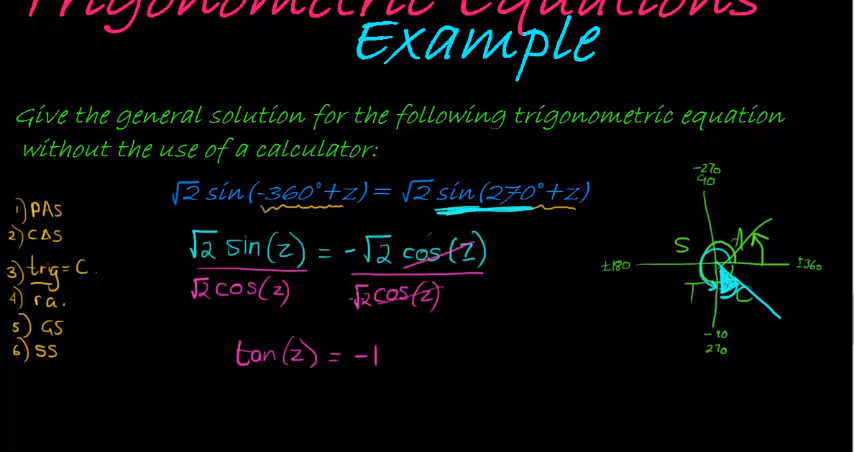 Trigonometric Equations
Example
Give the general solution for the following trigonometric equation
without the use of a calculator:
√2 sin(-360°+z) = √2 sin(270°+z)
1) PAS
2) CAS
3) trig = C.
4) ra.
5) GS
6) SS
√2 sin(z) = -√2 cos(z)
√2 cos(z) √2 cos(z)
tan(z) = -1
-270
90
S A
±180 ±360
T C
-90
270